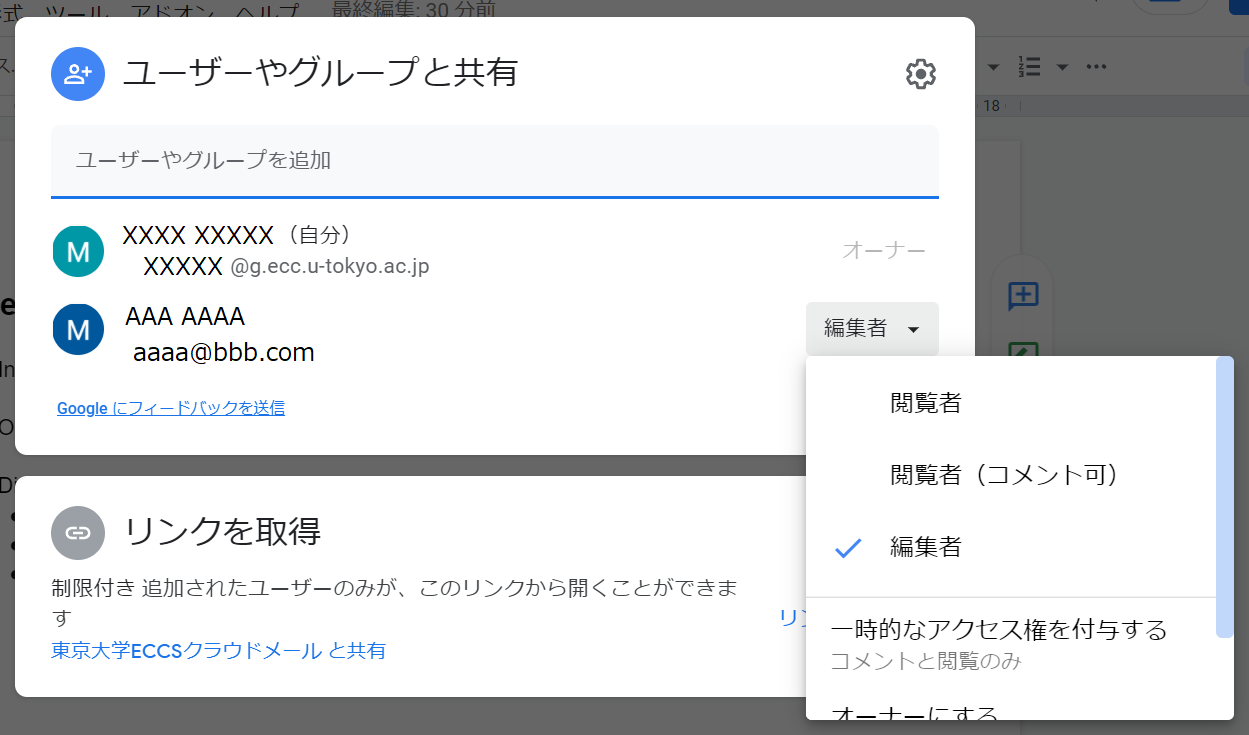 式 ツール アドオン ヘルプ 最終編集: 30 分前
ス...
ユーザーやグループと共有
18
ユーザーやグループを追加
M
XXXX XXXXX （自分）
オーナー
XXXXX @g.ecc.u-tokyo.ac.jp
M
AAA AAAA
編集者
aaaa@bbb.com
Google にフィードバックを送信
閲覧者
閲覧者（コメント可）
編集者
一時的なアクセス権を付与する
コメントと閲覧のみ
オーナーにする
リンクを取得
制限付き 追加されたユーザーのみが、このリンクから開くことができま
す
リン
東京大学ECCSクラウドメール と共有
e
In
O
Di